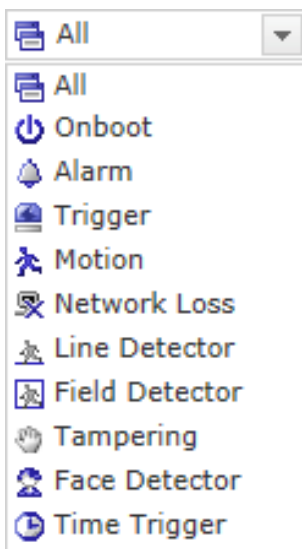 All
All
Onboot
Alarm
Trigger
Motion
Network Loss
Line Detector
Field Detector
Tampering
Face Detector
Time Trigger